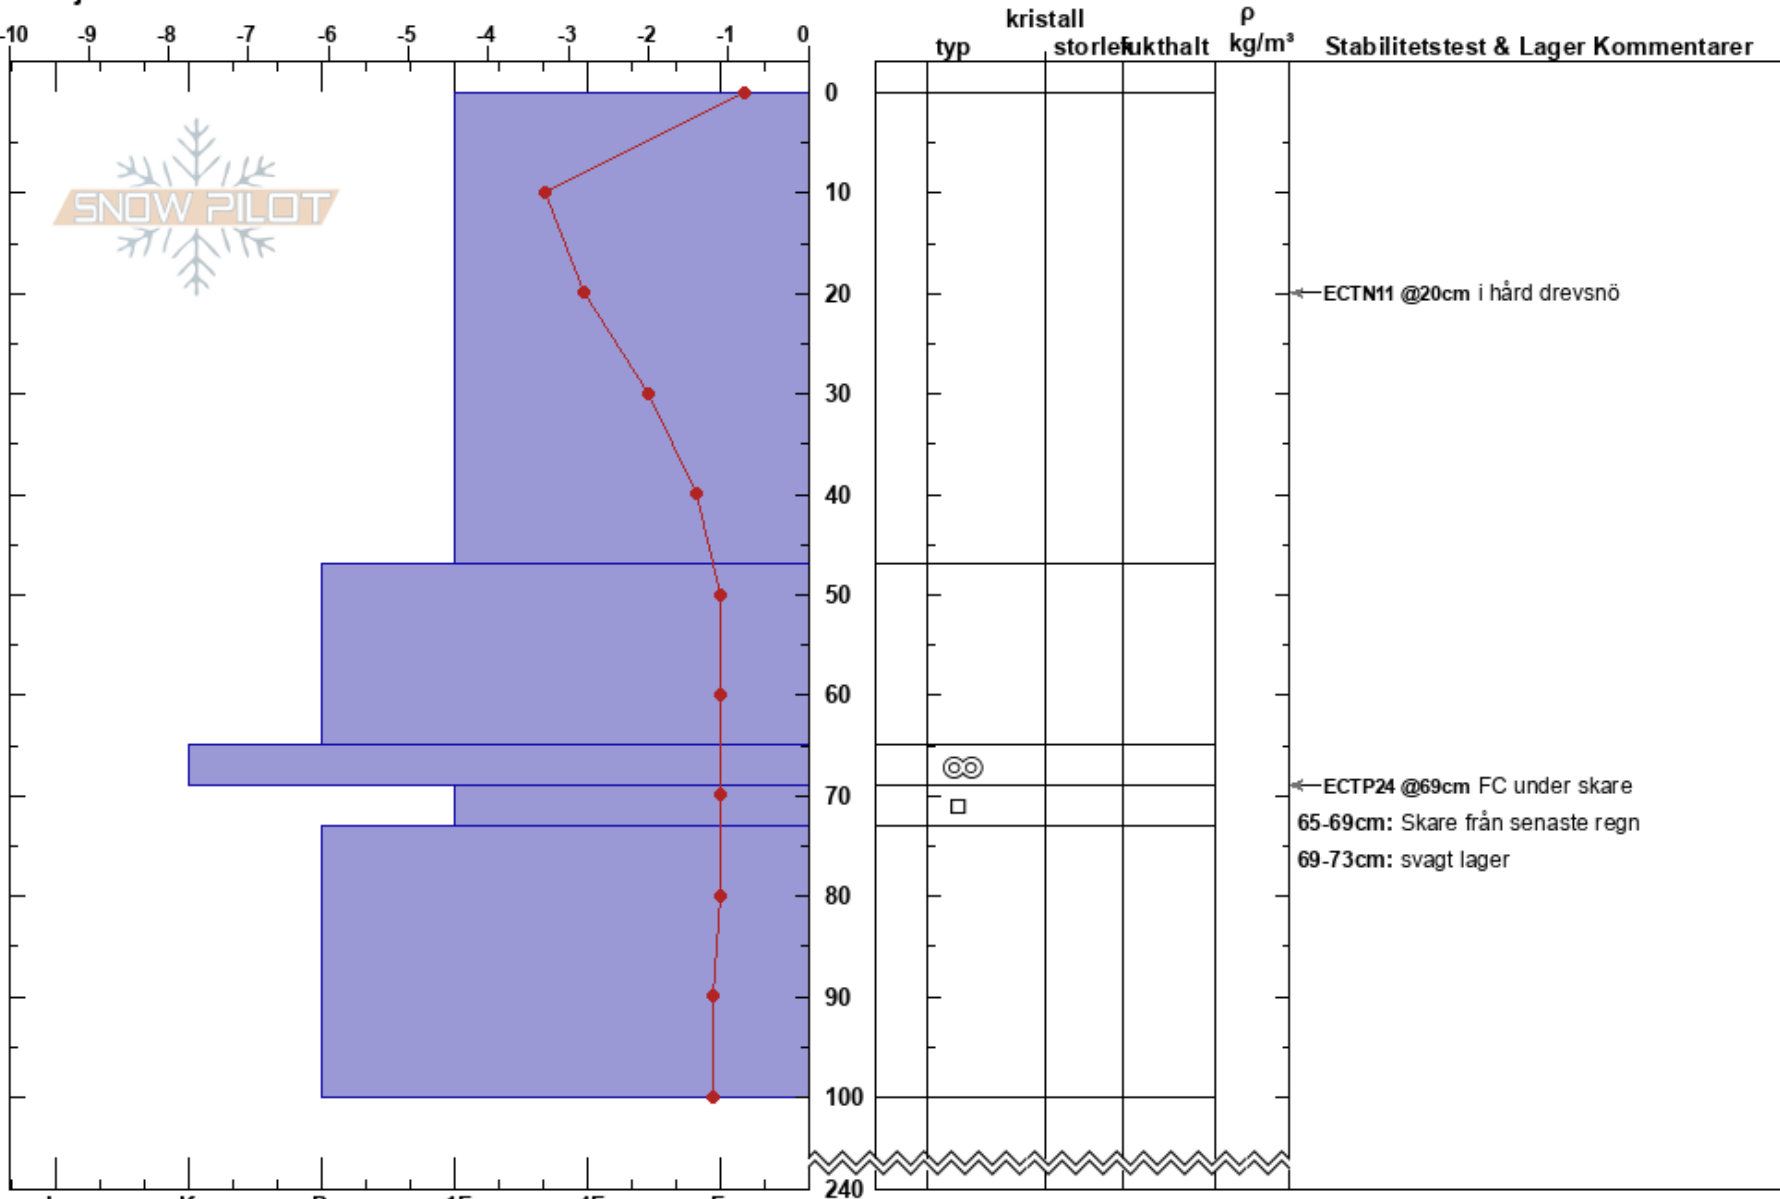 kristall ρ
-10 -9 -8 -7 -6 -5 -4 -3 -2 -1 0 typ storlek fukthalt kg/m³ Stabilitetstest & Lager Kommentarer
0
SNOW PILOT
10
20 ECTN11 @20cm i hård drevsnö
30
40
50
60
ECTP24 @69cm FC under skare
70
65-69cm: Skare från senaste regn
69-73cm: svagt lager
80
90
100
240